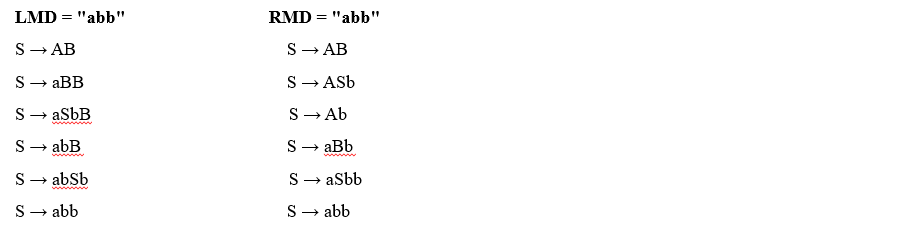 LMD = "abb" RMD = "abb"
S → AB S → AB
S → aBB S → ASb
S → aSbB S → Ab
S → abB S → aBb
S → abSb S → aSbb
S → abb S → abb